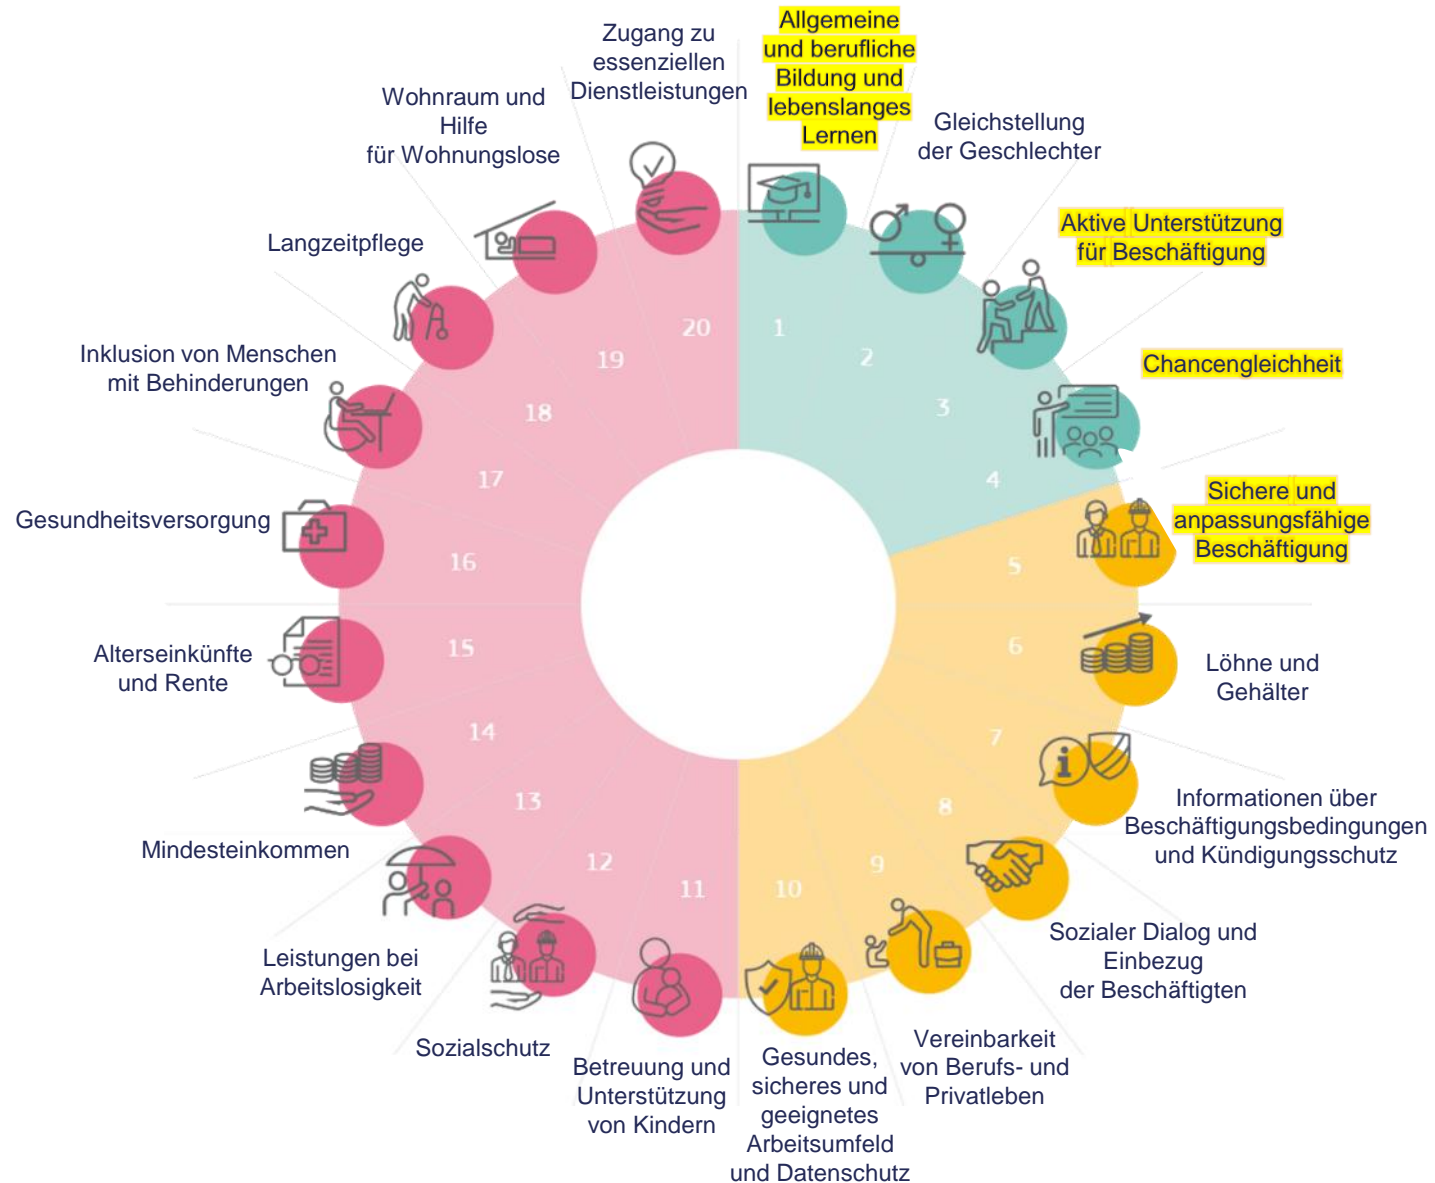 Allgemeine
und berufliche
Bildung und
lebenslanges
Lernen
Gleichstellung
der Geschlechter
Aktive Unterstützung
für Beschäftigung
Chancengleichheit
Sichere und
anpassungsfähige
Beschäftigung
Löhne und
Gehälter
Informationen über
Beschäftigungsbedingungen
und Kündigungsschutz
Sozialer Dialog und
Einbezug
der Beschäftigten
Vereinbarkeit
von Berufs- und
Privatleben
Gesundes,
sicheres und
geeignetes
Arbeitsumfeld
und Datenschutz
Betreuung und
Unterstützung
von Kindern
Sozialschutz
Leistungen bei
Arbeitslosigkeit
Mindesteinkommen
Alterseinkünfte
und Rente
Gesundheitsversorgung
Inklusion von Menschen
mit Behinderungen
Langzeitpflege
Wohnraum und
Hilfe
für Wohnungslose
Zugang zu
essenziellen
Dienstleistungen
1
2
3
4
5
6
7
8
9
10
11
12
13
14
15
16
17
18
19
20
i